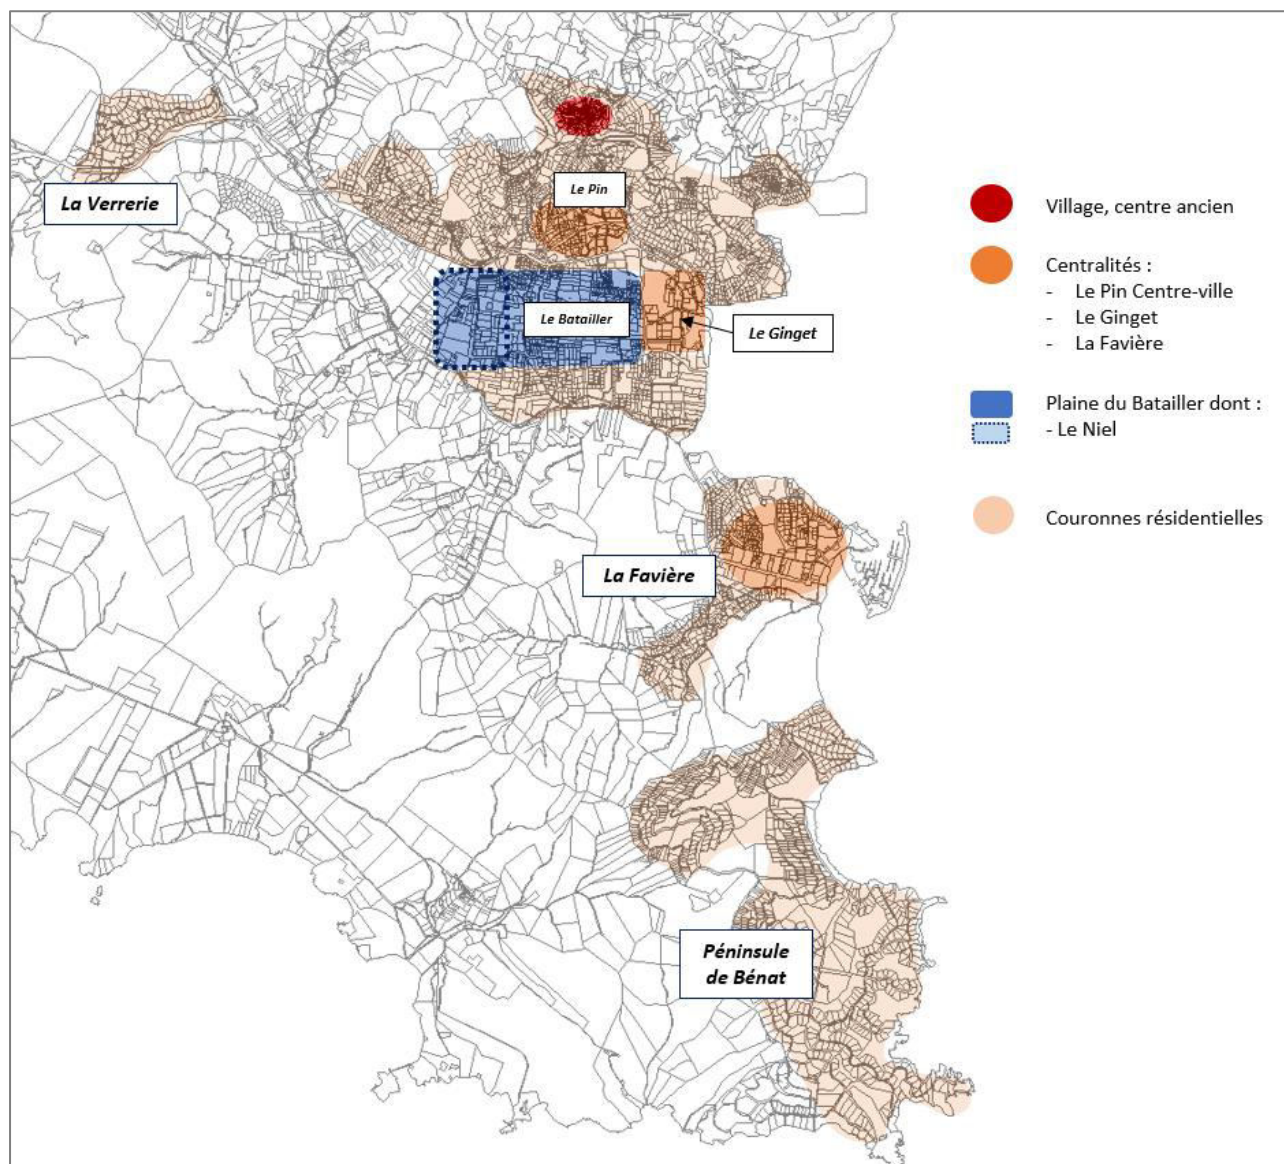 La Verrerie
Le Pin
Le Batailler
Le Ginget
La Favière
Péninsule
de Bénat
Village, centre ancien
Centralités :
- Le Pin Centre-ville
- Le Ginget
- La Favière
Plaine du Batailler dont :
- Le Niel
Couronnes résidentielles